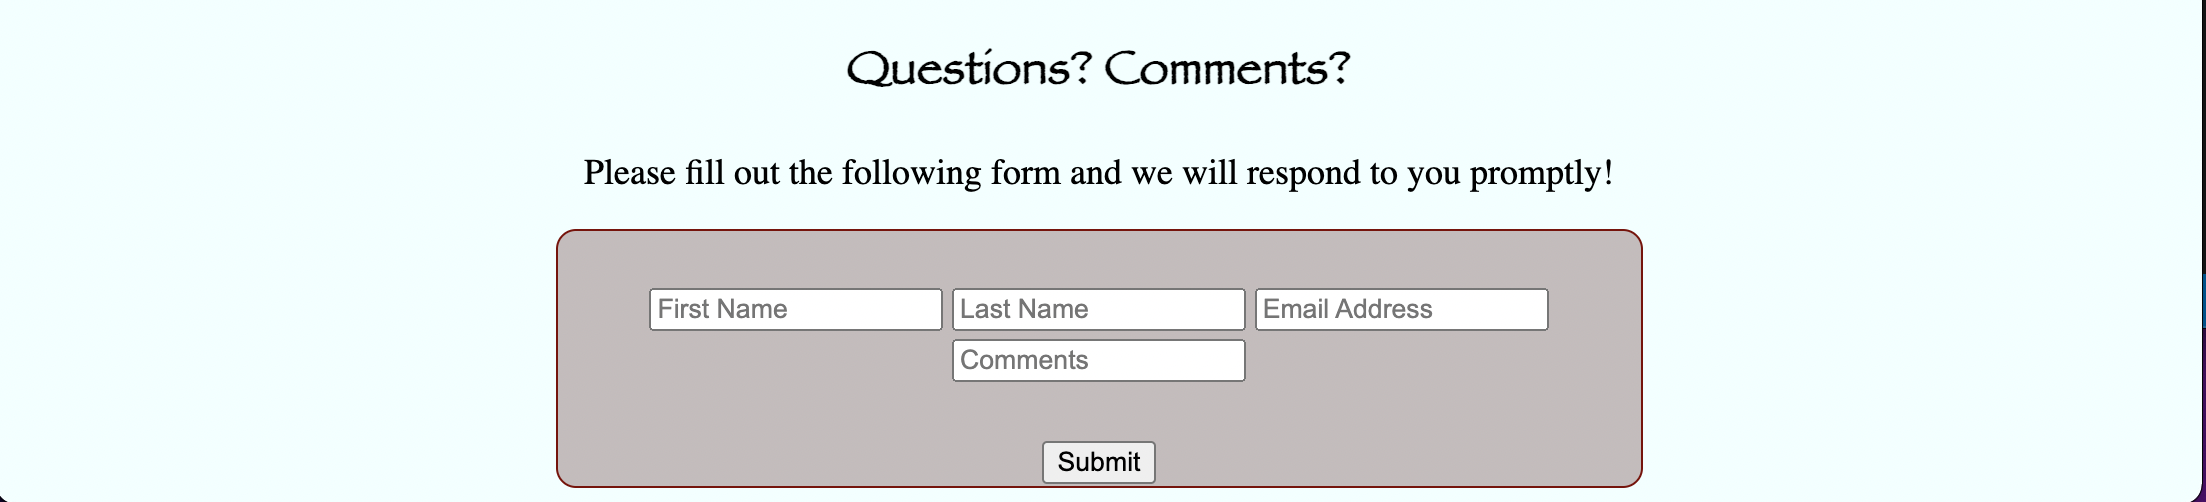 Questions? Comments?
Please fill out the following form and we will respond to you promptly!
First Name Last Name Email Address
Comments
Submit